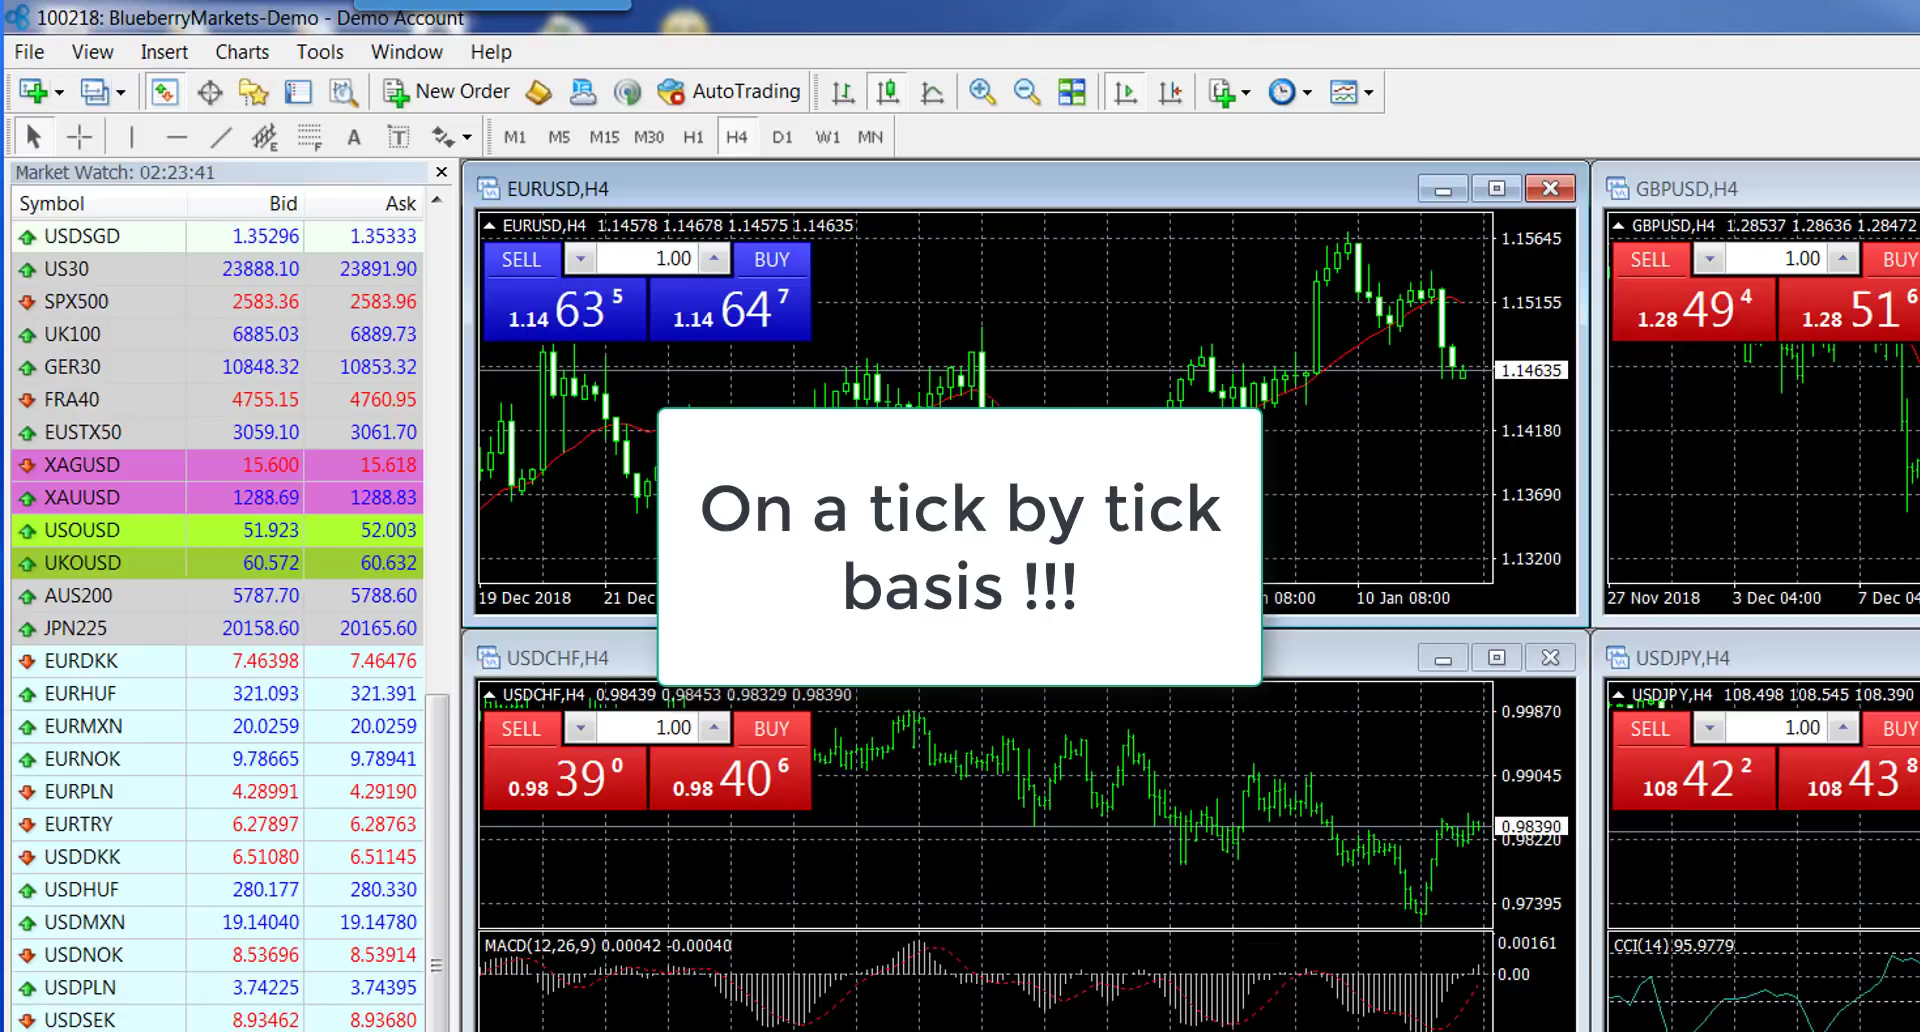 100218: BlueberryMarkets-Demo - Demo Account
File View Insert Charts Tools Window Help
New Order AutoTrading
M1 M5 M15 M30 H1 H4 D1 W1 MN
Market Watch: 02:23:41
Symbol Bid Ask
USDSGD 1.35296 1.35333
US30 23888.10 23891.90
SPX500 2583.36 2583.96
UK100 6885.03 6889.73
GER30 10848.32 10853.32
FRA40 4755.15 4760.95
EUSTX50 3059.10 3061.70
XAGUSD 15.600 15.618
XAUUSD 1288.69 1288.83
USOUSD 51.923 52.003
UKOUSD 60.572 60.632
AUS200 5787.70 5788.60
JPN225 20158.60 20165.60
EURDKK 7.46398 7.46476
EURHUF 321.093 321.391
EURMXN 20.0259 20.0259
EURNOK 9.78665 9.78941
EURPLN 4.28991 4.29190
EURTRY 6.27897 6.28763
USDDKK 6.51080 6.51145
USDHUF 280.177 280.330
USDMXN 19.14040 19.14780
USDNOK 8.53696 8.53914
USDPLN 3.74225 3.74395
USDSEK 8.93462 8.93680
EURUSD,H4
EURUSD,H4 1.14578 1.14678 1.14575 1.14635
SELL 1.00 BUY
1.14 63 5 1.14 64 7
1.15645
1.15155
1.14635
1.14180
1.13690
1.13200
19 Dec 2018 21 Dec 08:00 10 Jan 08:00
On a tick by tick
basis !!!
GBPUSD,H4
GBPUSD,H4 1.28537 1.28636 1.28472
SELL 1.00 BUY
1.28 49 4 1.28 51 6
27 Nov 2018 3 Dec 04:00 7 Dec
USDCHF,H4
USDCHF,H4 0.98439 0.98453 0.98329 0.98390
SELL 1.00 BUY
0.98 39 0 0.98 40 6
0.99870
0.99045
0.98390
0.98220
0.97395
MACD(12,26,9) 0.00042 -0.00040
0.00161
0.00
USDJPY,H4
USDJPY,H4 108.498 108.545 108.390
SELL 1.00 BUY
108 42 2 108 43 8
CCI(14) 95.9779